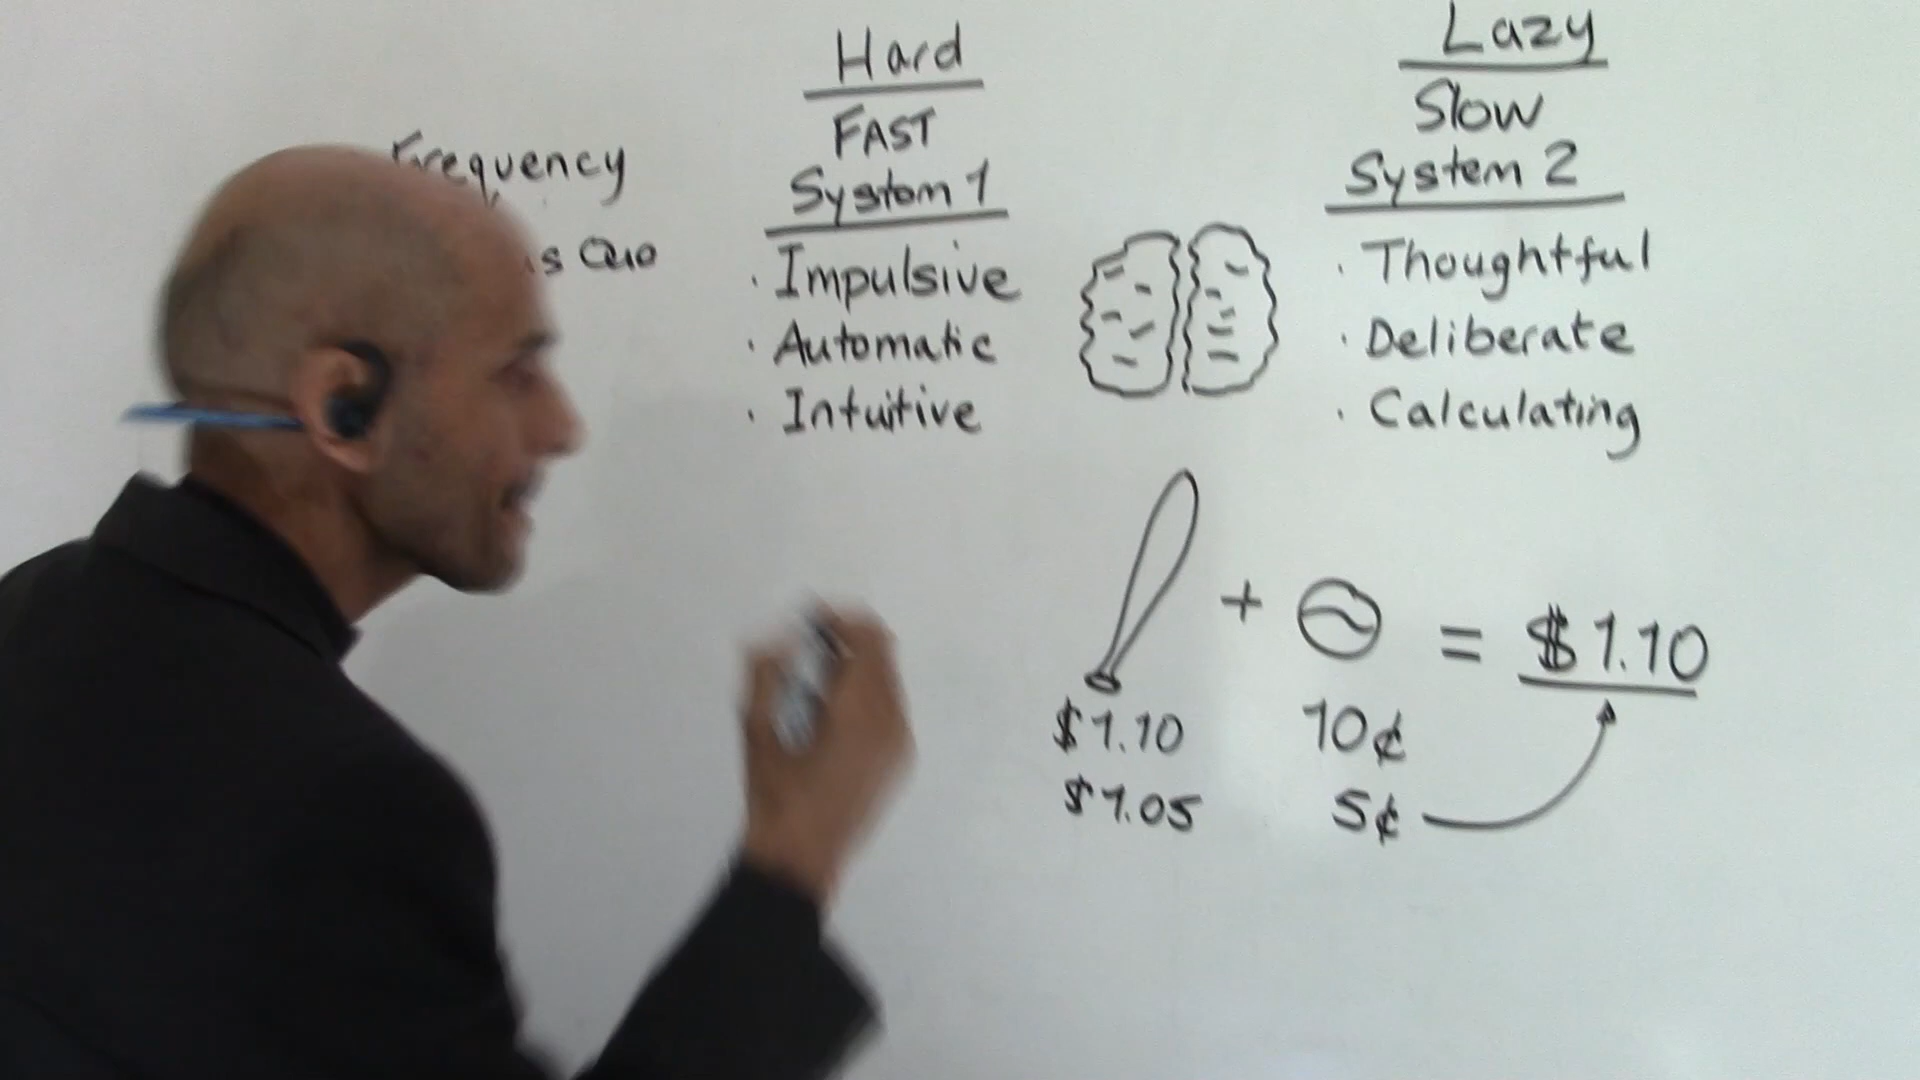 Frequency
Quo
Hard
FAST
System 1
· Impulsive
· Automatic
· Intuitive
Lazy
Slow
System 2
· Thoughtful
· Deliberate
· Calculating
+ = $1.10
$1.10 10¢
$1.05 5¢